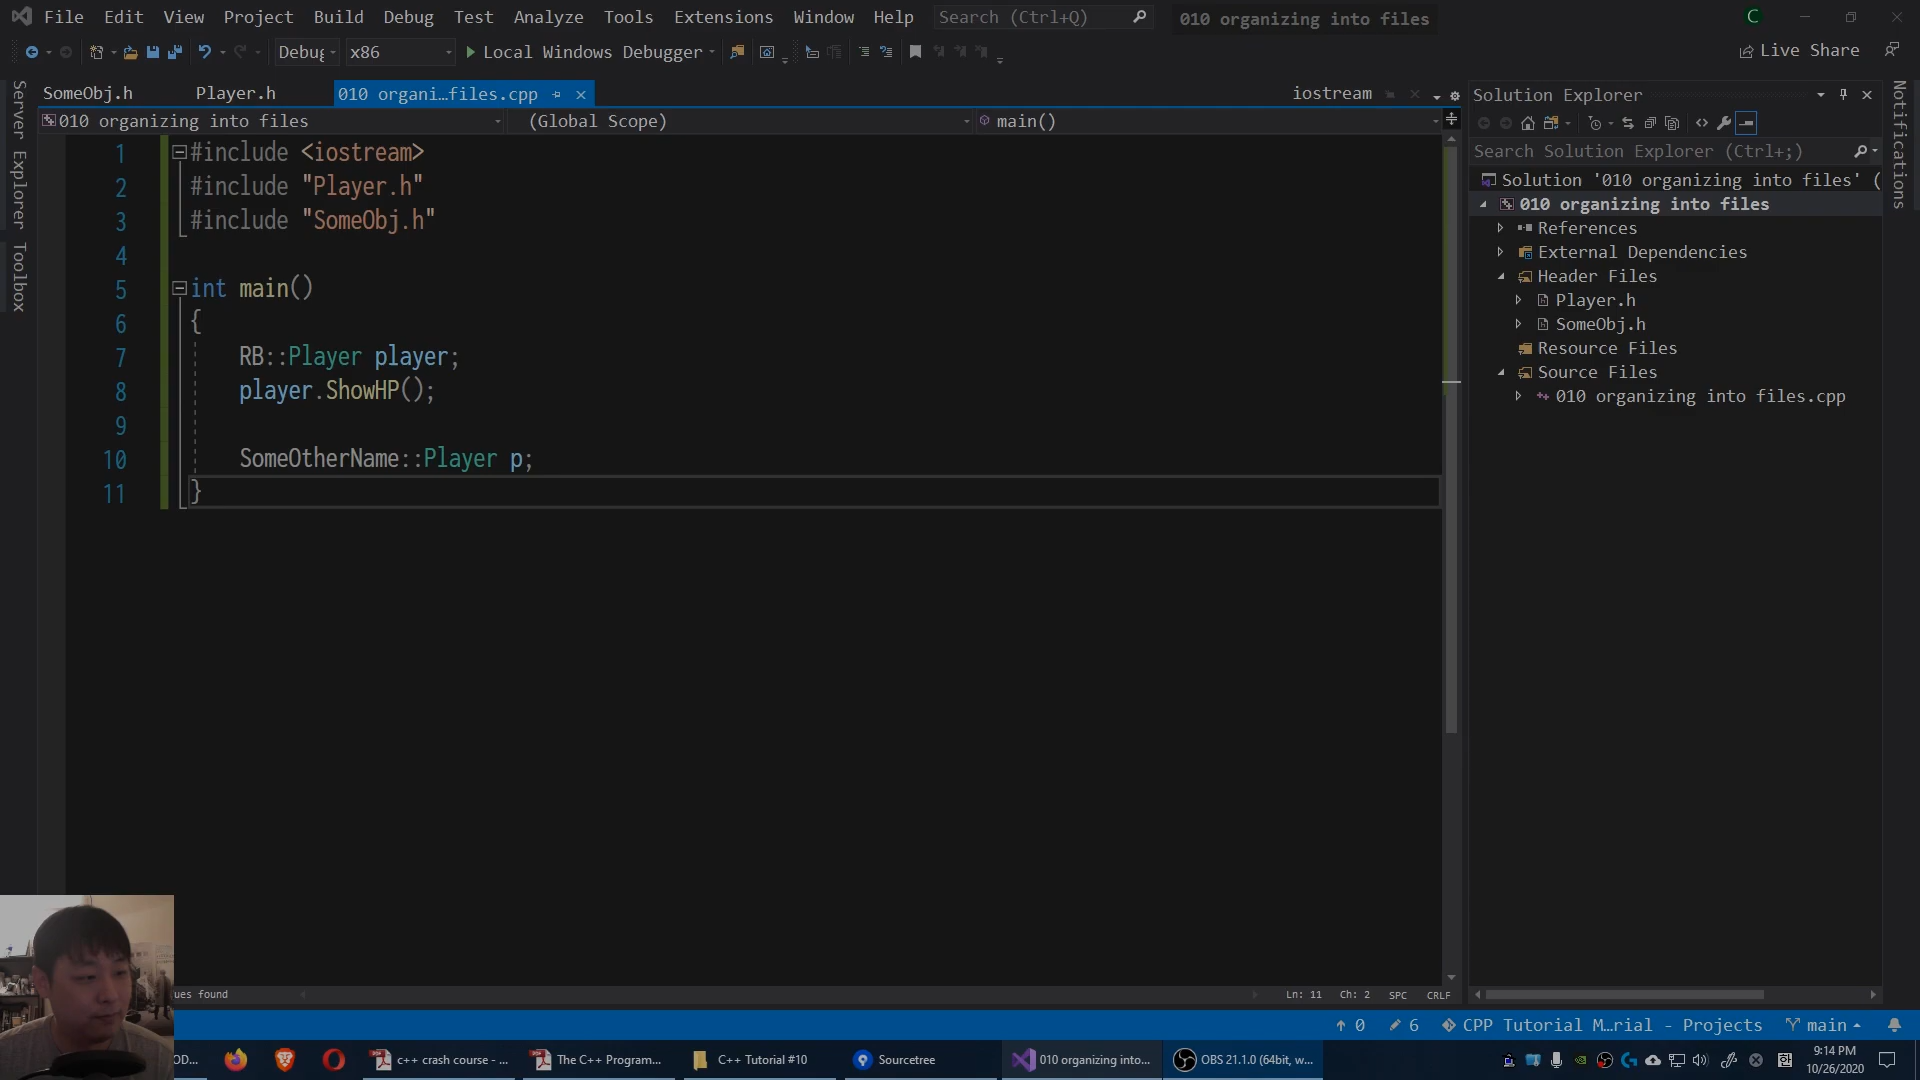 File Edit View Project Build Debug Test Analyze Tools Extensions Window Help Search (Ctrl+Q) 010 organizing into files C
Debug x86 Local Windows Debugger Live Share
SomeObj.h Player.h 010 organi...files.cpp iostream
010 organizing into files (Global Scope) main()
Server Explorer
Toolbox
1 #include <iostream>
2 #include "Player.h"
3 #include "SomeObj.h"
4
5 int main()
6 {
7 RB::Player player;
8 player.ShowHP();
9
10 SomeOtherName::Player p;
11 }
ues found Ln: 11 Ch: 2 SPC CRLF
Solution Explorer
Search Solution Explorer (Ctrl+;)
Solution '010 organizing into files' (
010 organizing into files
References
External Dependencies
Header Files
Player.h
SomeObj.h
Resource Files
Source Files
010 organizing into files.cpp
Notifications
0 6 CPP Tutorial M...rial - Projects main
OD... c++ crash course - ... The C++ Program... C++ Tutorial #10 Sourcetree 010 organizing into... OBS 21.1.0 (64bit, w...
9:14 PM
10/26/2020